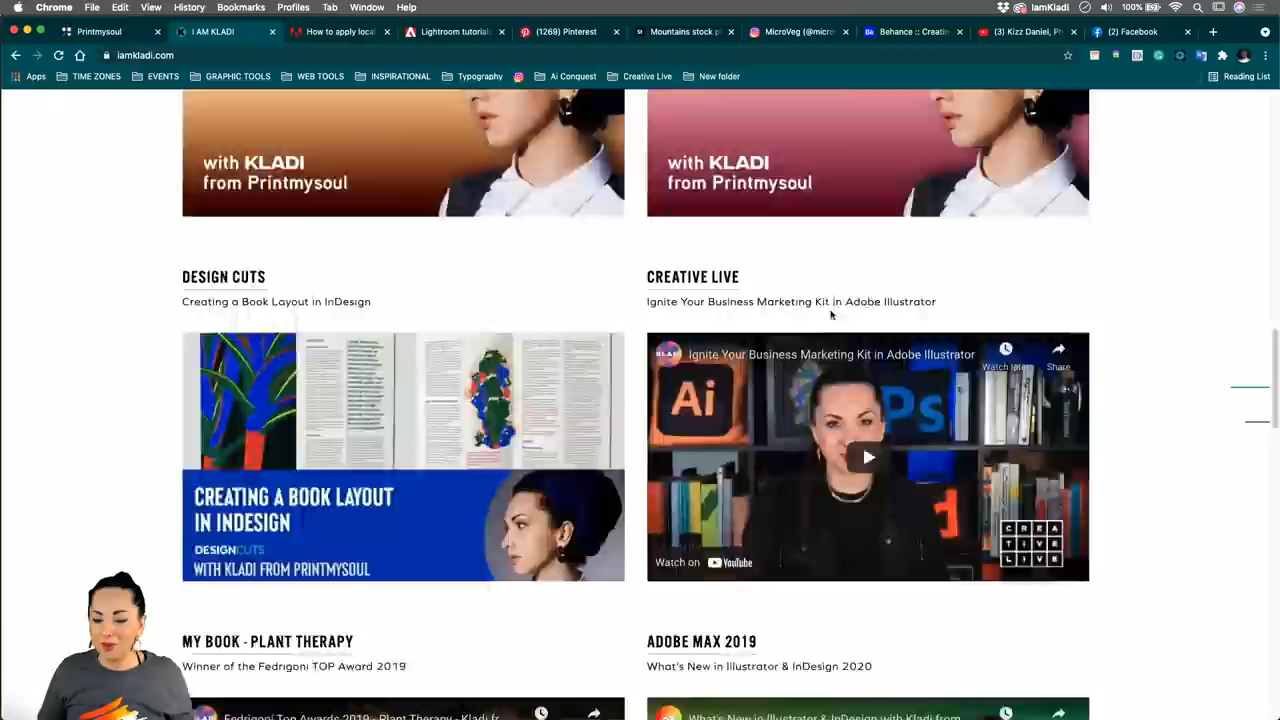 Chrome File Edit View History Bookmarks Profiles Tab Window Help 100% IamKladi
Printmysoul I AM KLADI How to apply local Lightroom tutorials (1269) Pinterest Mountains stock p MicroVeg (@micro Behance :: Creativ (3) Kizz Daniel, Ph (2) Facebook
iamkladi.com
Apps TIME ZONES EVENTS GRAPHIC TOOLS WEB TOOLS INSPIRATIONAL Typography Ai Conquest Creative Live New folder Reading List
with KLADI
from Printmysoul
with KLADI
from Printmysoul
DESIGN CUTS
Creating a Book Layout in InDesign
CREATIVE LIVE
Ignite Your Business Marketing Kit in Adobe Illustrator
CREATING A BOOK LAYOUT
IN INDESIGN
DESIGNCUTS
WITH KLADI FROM PRINTMYSOUL
KLADI Ignite Your Business Marketing Kit in Adobe Illustrator
Watch later Share
Ai Ps
CREA
TIVE
LIVE
Watch on YouTube
MY BOOK - PLANT THERAPY
Winner of the Fedrigoni TOP Award 2019
ADOBE MAX 2019
What's New in Illustrator & InDesign 2020
Fedrigoni Top Awards 2019 - Plant Therapy - Kladi fr
What's New in Illustrator & InDesign with Kladi from